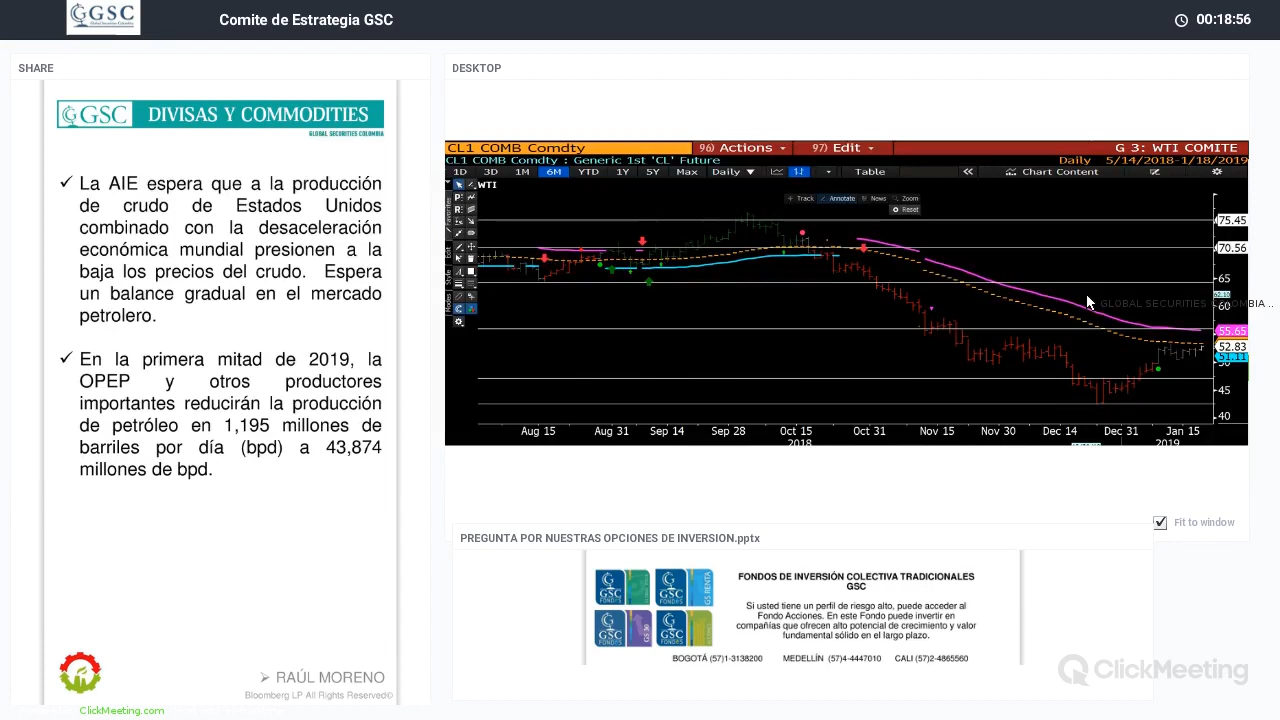 GSC
Comite de Estrategia GSC
00:18:56
SHARE
GSC DIVISAS Y COMMODITIES
GLOBAL SECURITIES COLOMBIA
La AIE espera que a la producción
de crudo de Estados Unidos
combinado con la desaceleración
económica mundial presionen a la
baja los precios del crudo. Espera
un balance gradual en el mercado
petrolero.
En la primera mitad de 2019, la
OPEP y otros productores
importantes reducirán la producción
de petróleo en 1,195 millones de
barriles por día (bpd) a 43,874
millones de bpd.
RAÚL MORENO
Bloomberg LP All Rights Reserved©
ClickMeeting.com
DESKTOP
CL1 COMB Comdty 96) Actions 97) Edit G 3: WTI COMITE
CL1 COMB Comdty : Generic 1st 'CL' Future Daily 5/14/2018-1/18/2019
1D 3D 1M 6M YTD 1Y 5Y Max Daily Table Chart Content
WTI
Track Annotate News Zoom
Reset
75.45
70.56
65
60
55.65
52.83
51.11
45
40
GLOBAL SECURITIES COLOMBIA ..
Aug 15 Aug 31 Sep 14 Sep 28 Oct 15 Oct 31 Nov 15 Nov 30 Dec 14 Dec 31 Jan 15
2018 2019
Fit to window
PREGUNTA POR NUESTRAS OPCIONES DE INVERSION.pptx
FONDOS DE INVERSIÓN COLECTIVA TRADICIONALES
GSC
Si usted tiene un perfil de riesgo alto, puede acceder al
Fondo Acciones. En este Fondo puede invertir en
compañías que ofrecen alto potencial de crecimiento y valor
fundamental sólido en el largo plazo.
BOGOTÁ (57)1-3138200 MEDELLÍN (57)4-4447010 CALI (57)2-4865560
ClickMeeting